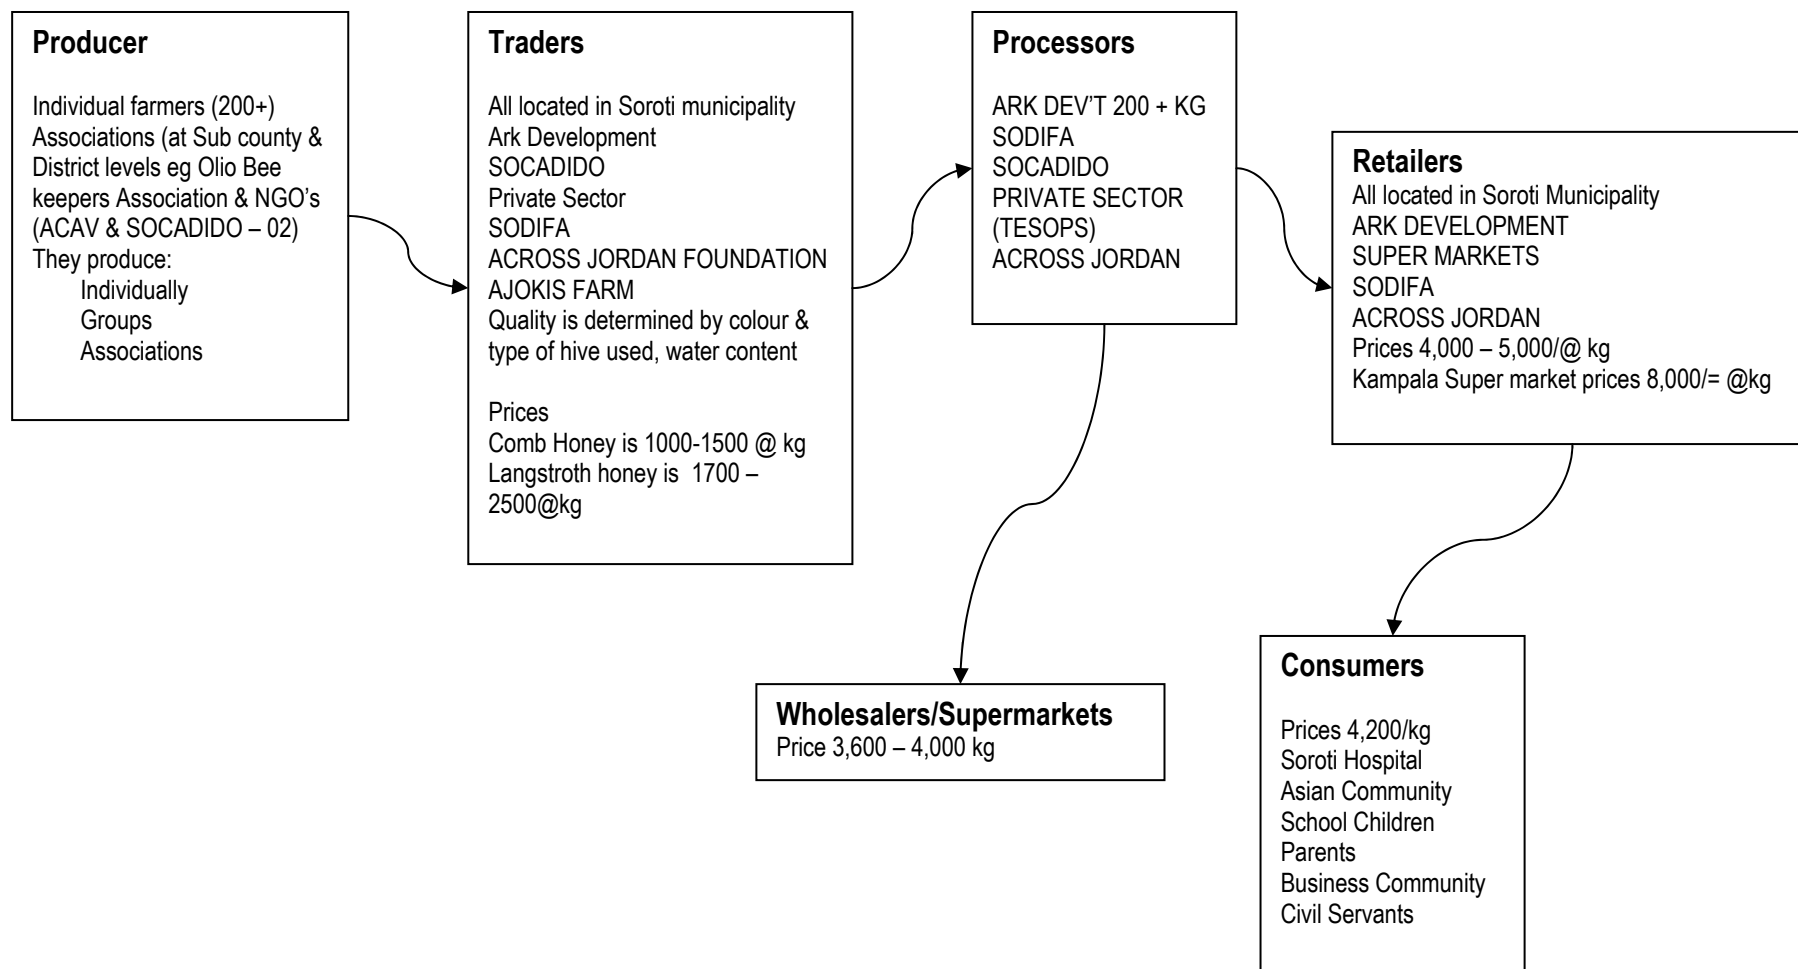 Producer
Individual farmers (200+)
Associations (at Sub county &
District levels eg Olio Bee
keepers Association & NGO’s
(ACAV & SOCADIDO – 02)
They produce:
Individually
Groups
Associations
Traders
All located in Soroti municipality
Ark Development
SOCADIDO
Private Sector
SODIFA
ACROSS JORDAN FOUNDATION
AJOKIS FARM
Quality is determined by colour &
type of hive used, water content
Prices
Comb Honey is 1000-1500 @ kg
Langstroth honey is 1700 –
2500@kg
Processors
ARK DEV’T 200 + KG
SODIFA
SOCADIDO
PRIVATE SECTOR
(TESOPS)
ACROSS JORDAN
Retailers
All located in Soroti Municipality
ARK DEVELOPMENT
SUPER MARKETS
SODIFA
ACROSS JORDAN
Prices 4,000 – 5,000/@ kg
Kampala Super market prices 8,000/= @kg
Wholesalers/Supermarkets
Price 3,600 – 4,000 kg
Consumers
Prices 4,200/kg
Soroti Hospital
Asian Community
School Children
Parents
Business Community
Civil Servants